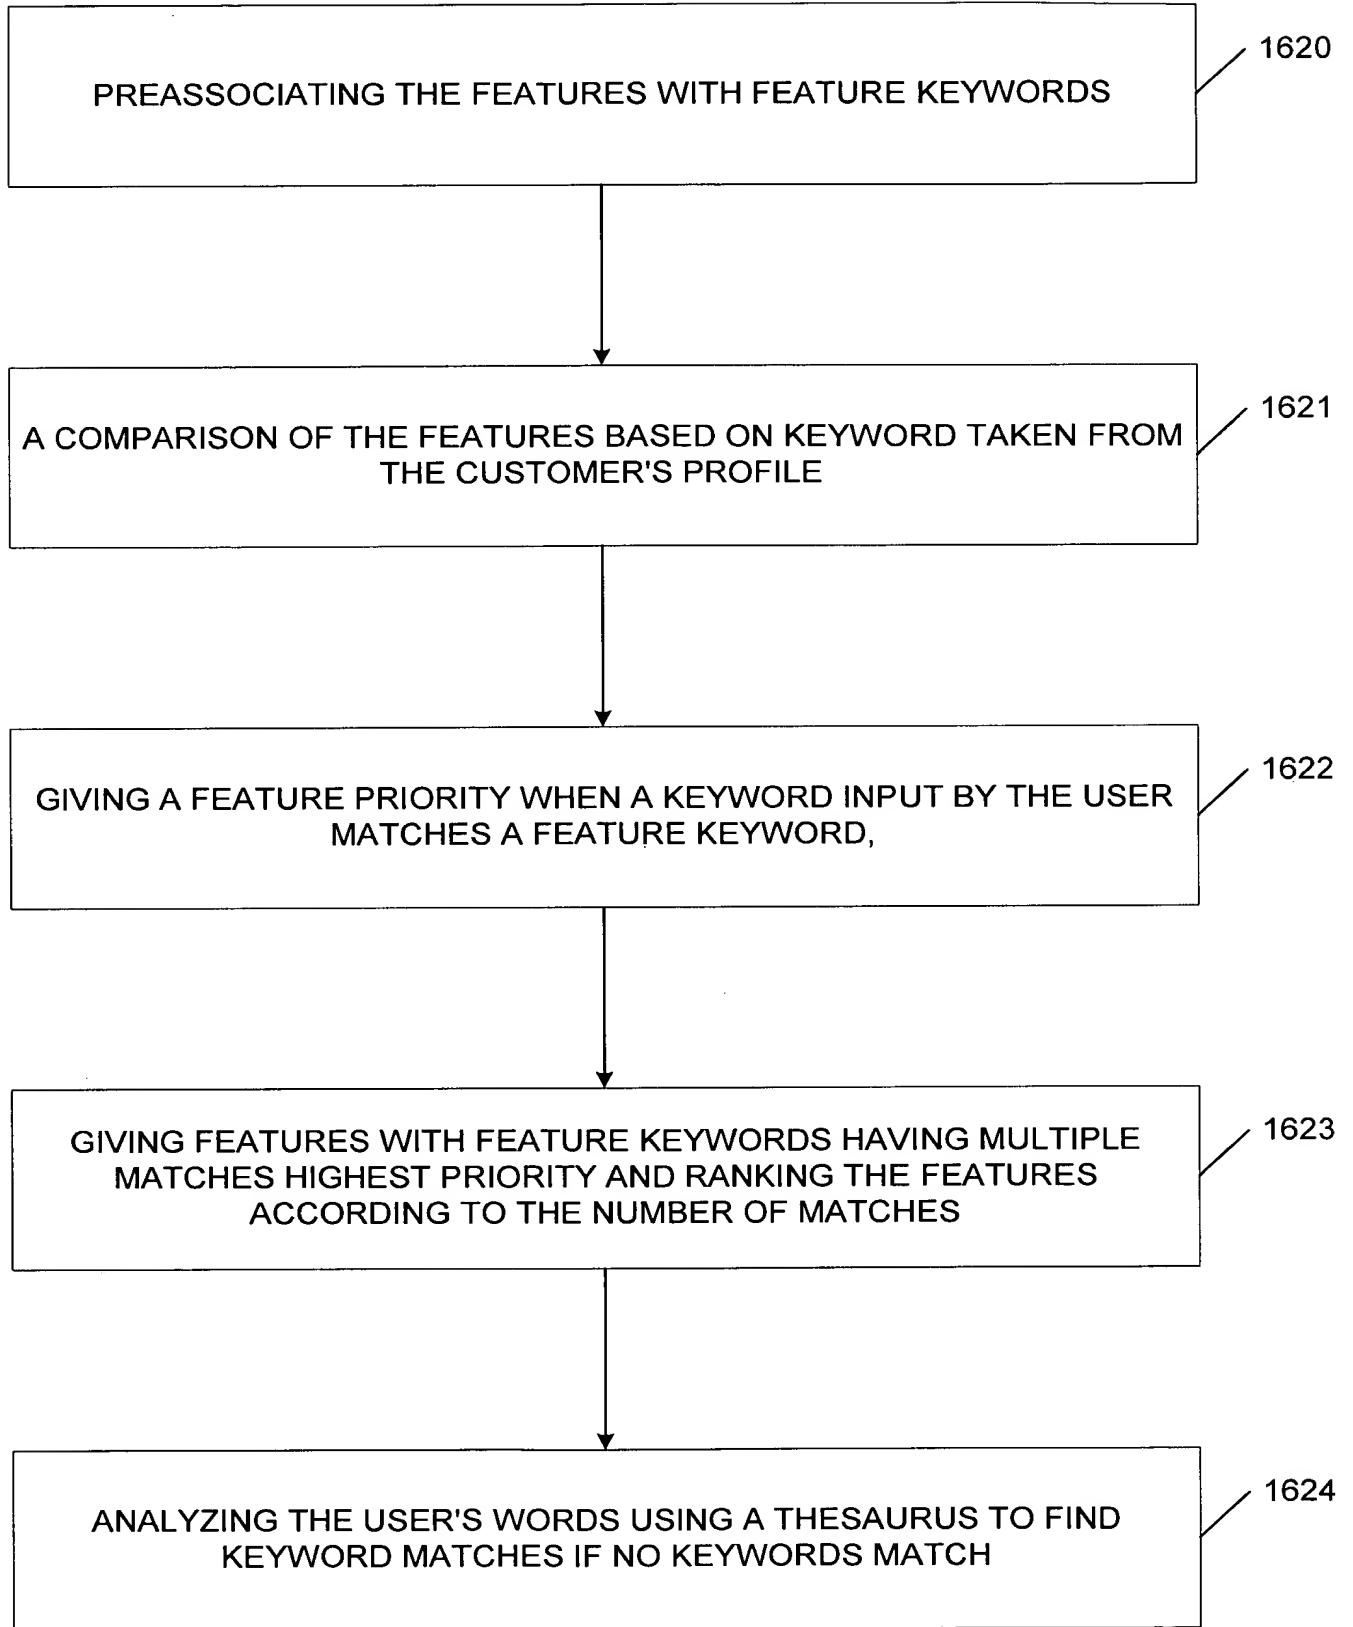 PREASSOCIATING THE FEATURES WITH FEATURE KEYWORDS
1620
A COMPARISON OF THE FEATURES BASED ON KEYWORD TAKEN FROM
THE CUSTOMER'S PROFILE
1621
GIVING A FEATURE PRIORITY WHEN A KEYWORD INPUT BY THE USER
MATCHES A FEATURE KEYWORD,
1622
GIVING FEATURES WITH FEATURE KEYWORDS HAVING MULTIPLE
MATCHES HIGHEST PRIORITY AND RANKING THE FEATURES
ACCORDING TO THE NUMBER OF MATCHES
1623
ANALYZING THE USER'S WORDS USING A THESAURUS TO FIND
KEYWORD MATCHES IF NO KEYWORDS MATCH
1624